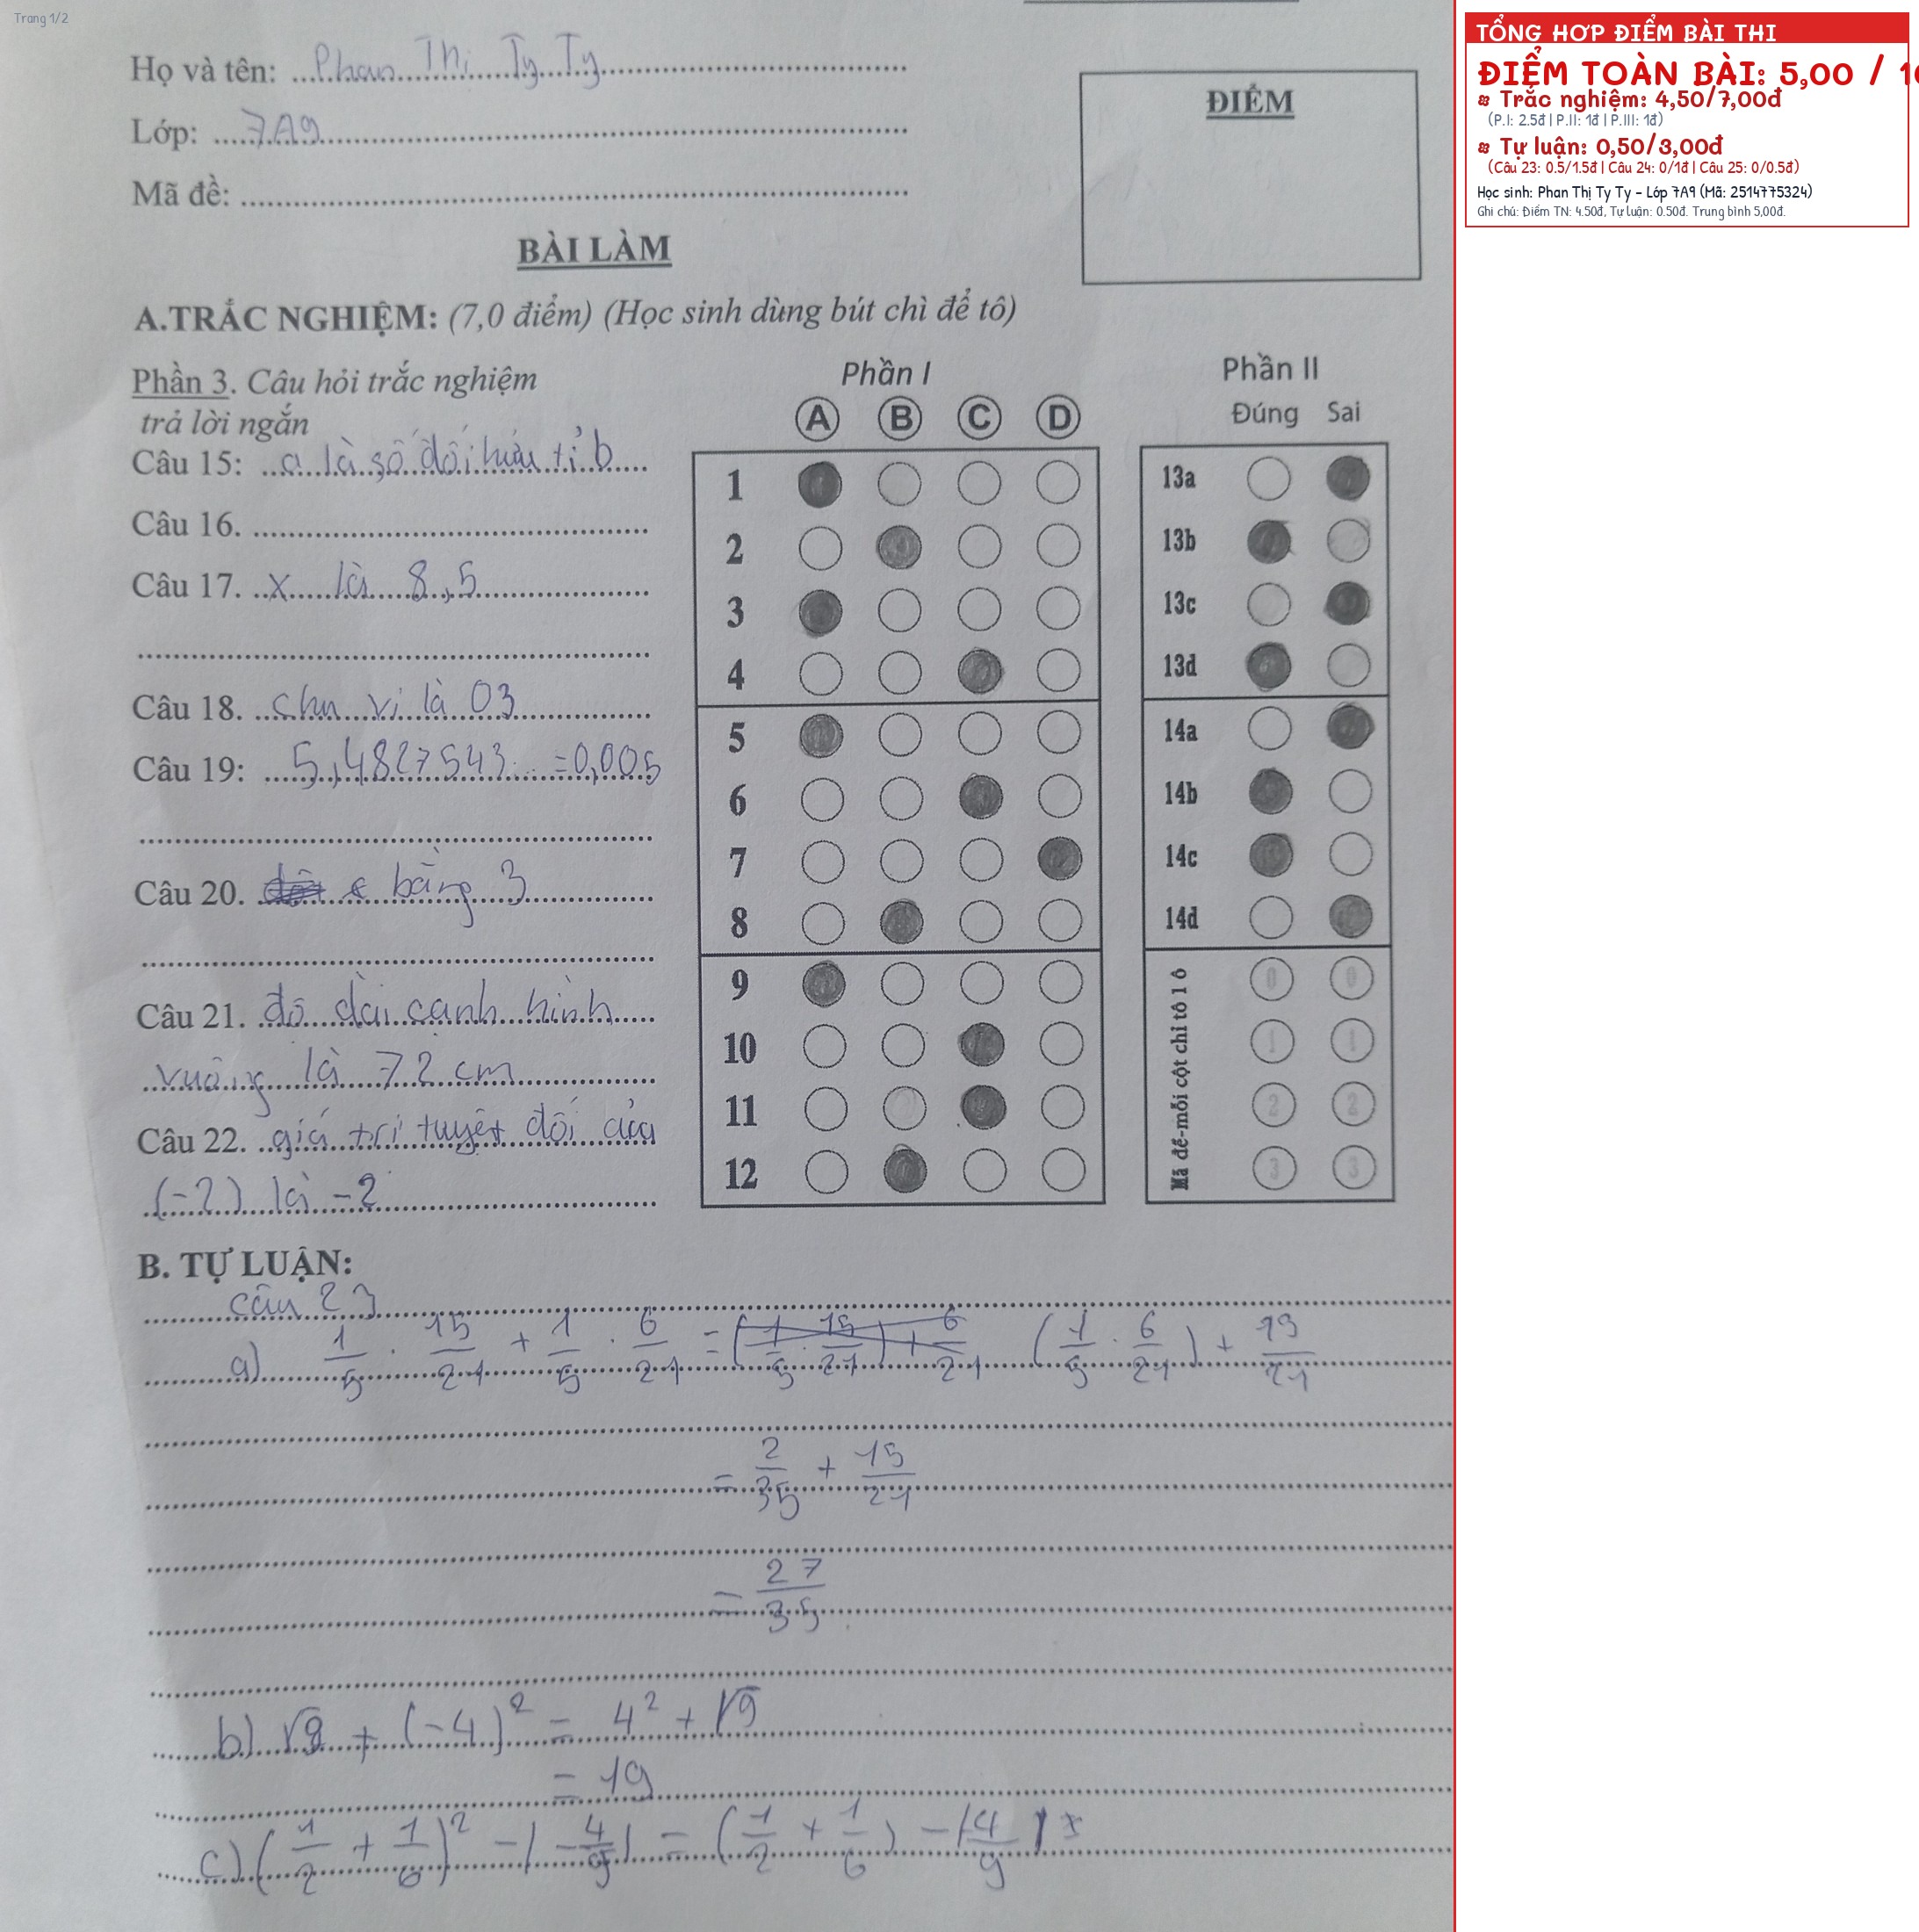 Trang 1/2
Họ và tên: Phan Thị Ty Ty
Lớp: 7A9
Mã đề:
ĐIỂM
BÀI LÀM
A.TRẮC NGHIỆM: (7,0 điểm) (Học sinh dùng bút chì để tô)
Phần 3. Câu hỏi trắc nghiệm
trả lời ngắn
Câu 15: a là số đối hữu tỉ b
Câu 16.
Câu 17. x là 8,5
Câu 18. chu vi là 03
Câu 19: 5,4827543... = 0,005
Câu 20. bằng 3
Câu 21. độ dài cạnh hình
vuông là 72 cm
Câu 22. giá trị tuyệt đối của
(-2) là -2
Phần I
A B C D
1
2
3
4
5
6
7
8
9
10
11
12
Phần II
Đúng Sai
13a
13b
13c
13d
14a
14b
14c
14d
Mã đề-mỗi cột chỉ tô 1 ô
0 0
1 1
2 2
3 3
B. TỰ LUẬN:
câu 23
a) 1/5 . 15/21 + 1/5 . 6/21 = (1/5 . 15/21) + 6/21 (1/5 . 6/21) + 15/21
= 2/35 + 15/21
= 27/35
b) √9 + (-4)² = 4² + √9
= 19
c) (1/2 + 1/6)² - |-4/9| = (1/2 + 1/6) - |4/9|
TỔNG HỢP ĐIỂM BÀI THI
ĐIỂM TOÀN BÀI: 5,00 / 10
Trắc nghiệm: 4,50/7,00đ
(P.I: 2.5đ | P.II: 1đ | P.III: 1đ)
Tự luận: 0,50/3,00đ
(Câu 23: 0.5/1.5đ | Câu 24: 0/1đ | Câu 25: 0/0.5đ)
Học sinh: Phan Thị Ty Ty - Lớp 7A9 (Mã: 2514775324)
Ghi chú: Điểm TN: 4.50đ, Tự luận: 0.50đ. Trung bình 5,00đ.